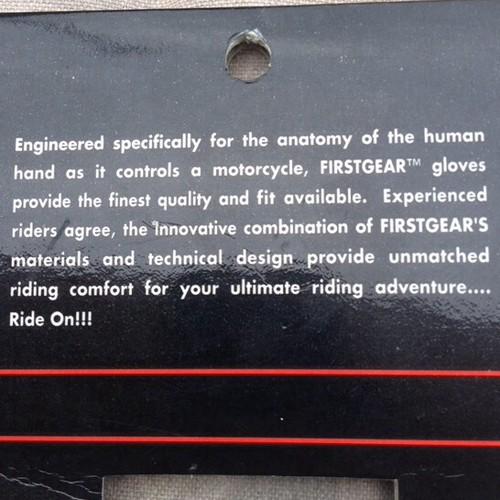 Engineered specifically for the anatomy of the human
hand as it controls a motorcycle, FIRSTGEAR™ gloves
provide the finest quality and fit available. Experienced
riders agree, the innovative combination of FIRSTGEAR'S
materials and technical design provide unmatched
riding comfort for your ultimate riding adventure....
Ride On!!!